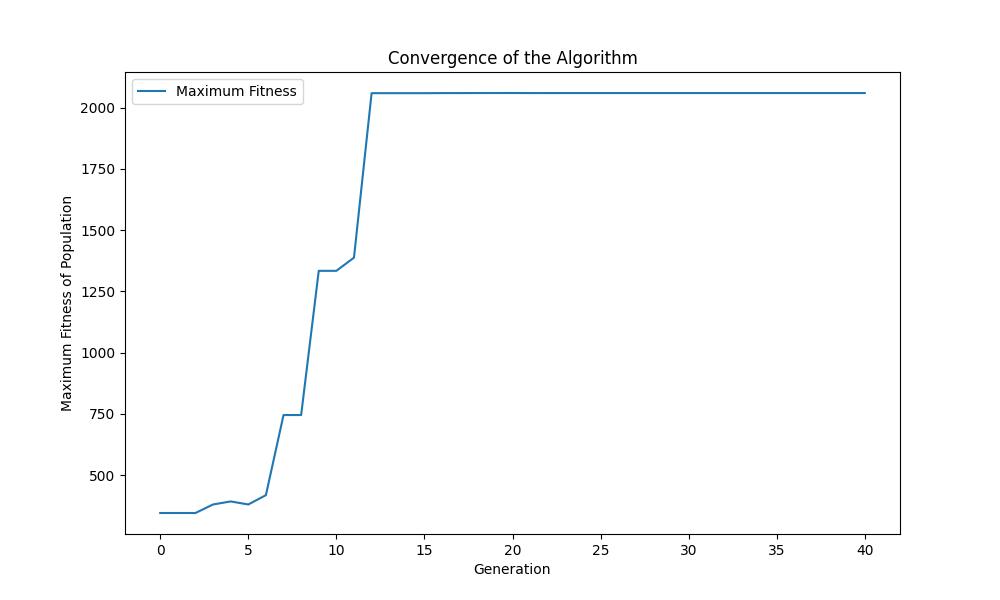 Convergence of the Algorithm
Maximum Fitness
2000
1750
1500
1250
1000
750
500
Maximum Fitness of Population
0 5 10 15 20 25 30 35 40
Generation